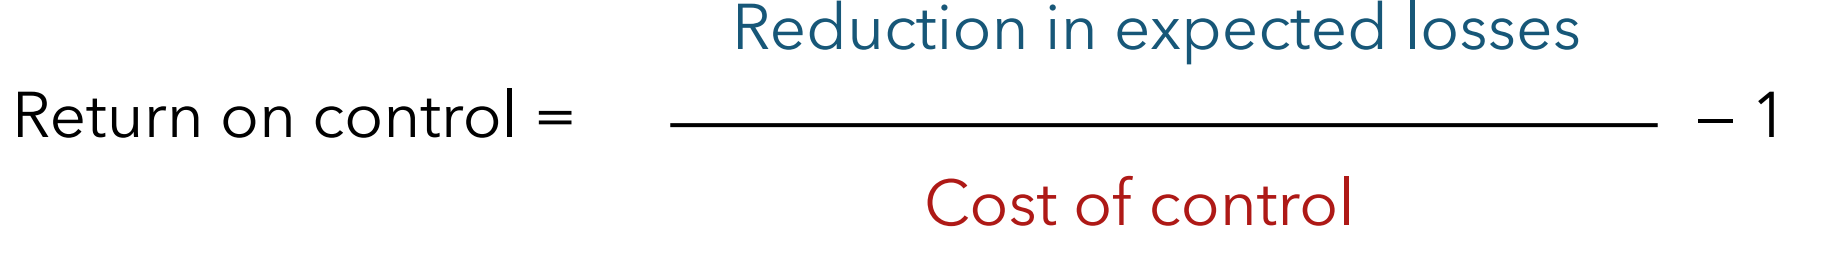 Reduction in expected losses
Return on control = – 1
Cost of control